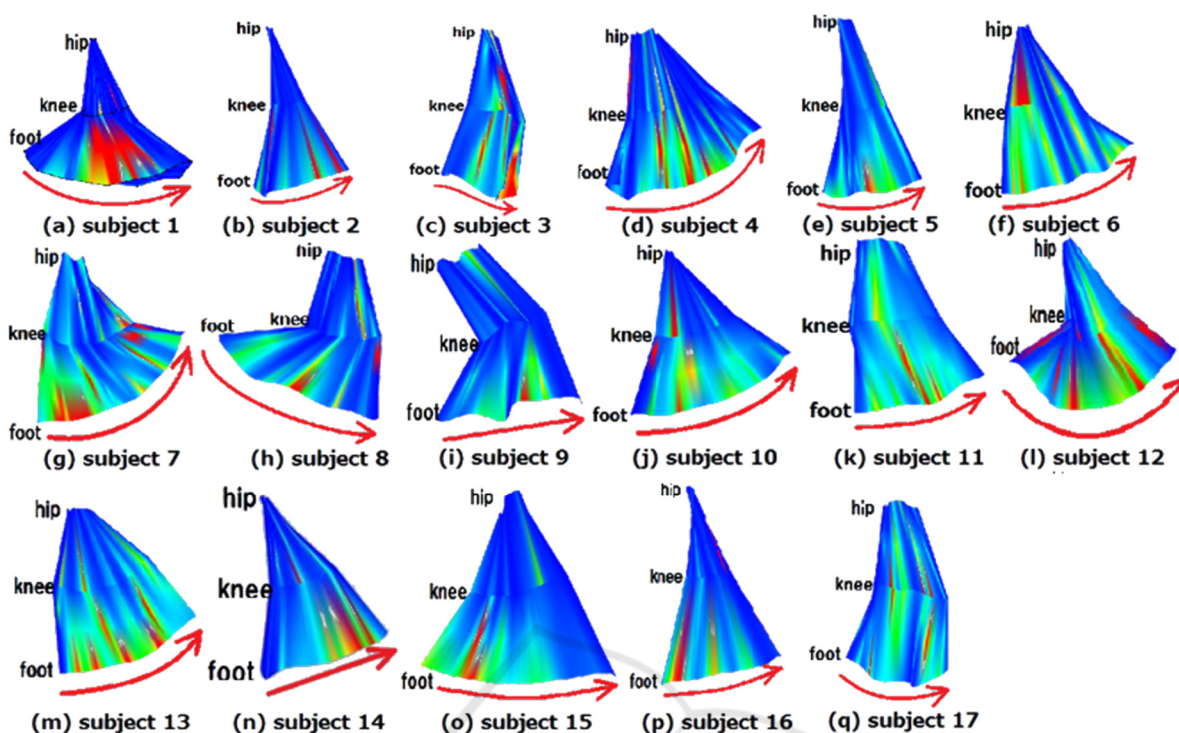 hip
knee
foot
(a) subject 1
hip
knee
foot
(b) subject 2
hip
knee
foot
(c) subject 3
hip
knee
foot
(d) subject 4
hip
knee
foot
(e) subject 5
hip
knee
foot
(f) subject 6
hip
knee
foot
(g) subject 7
hip
knee
foot
(h) subject 8
hip
knee
foot
(i) subject 9
hip
knee
foot
(j) subject 10
hip
knee
foot
(k) subject 11
hip
knee
foot
(l) subject 12
hip
knee
foot
(m) subject 13
hip
knee
foot
(n) subject 14
hip
knee
foot
(o) subject 15
hip
knee
foot
(p) subject 16
hip
knee
foot
(q) subject 17